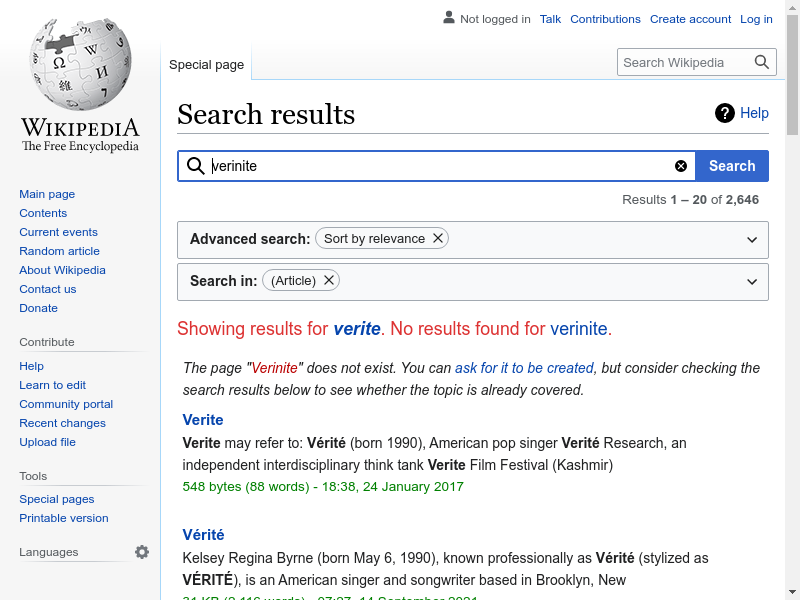 Not logged in Talk Contributions Create account Log in
Special page
Search Wikipedia
WIKIPEDIA
The Free Encyclopedia
Main page
Contents
Current events
Random article
About Wikipedia
Contact us
Donate
Contribute
Help
Learn to edit
Community portal
Recent changes
Upload file
Tools
Special pages
Printable version
Languages
Search results
Help
verinite
Search
Results 1 – 20 of 2,646
Advanced search: Sort by relevance
Search in: (Article)
Showing results for verite. No results found for verinite.
The page "Verinite" does not exist. You can ask for it to be created, but consider checking the
search results below to see whether the topic is already covered.
Verite
Verite may refer to: Vérité (born 1990), American pop singer Verité Research, an
independent interdisciplinary think tank Verite Film Festival (Kashmir)
548 bytes (88 words) - 18:38, 24 January 2017
Vérité
Kelsey Regina Byrne (born May 6, 1990), known professionally as Vérité (stylized as
VÉRITÉ), is an American singer and songwriter based in Brooklyn, New